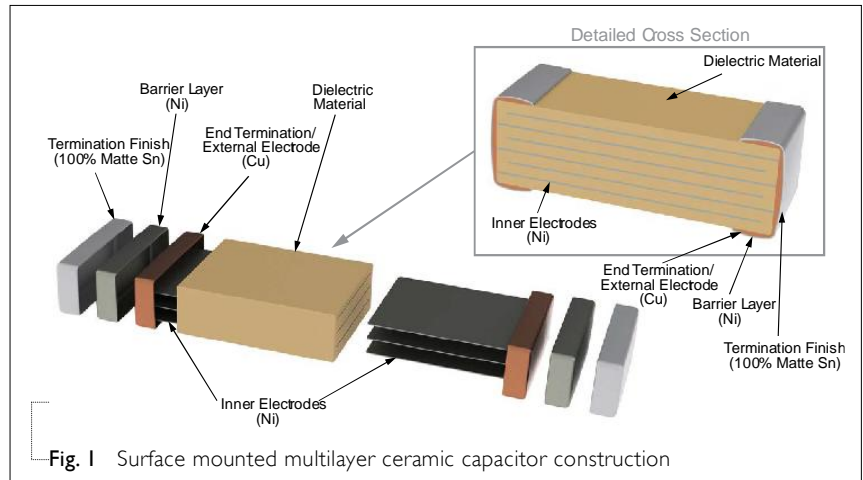 Detailed Cross Section
Dielectric Material
Inner Electrodes
(Ni)
End Termination/
External Electrode
(Cu)
Barrier Layer
(Ni)
Termination Finish
(100% Matte Sn)
Barrier Layer
(Ni)
Dielectric
Material
Termination Finish
(100% Matte Sn)
End Termination/
External Electrode
(Cu)
Inner Electrodes
(Ni)
Fig. 1 Surface mounted multilayer ceramic capacitor construction